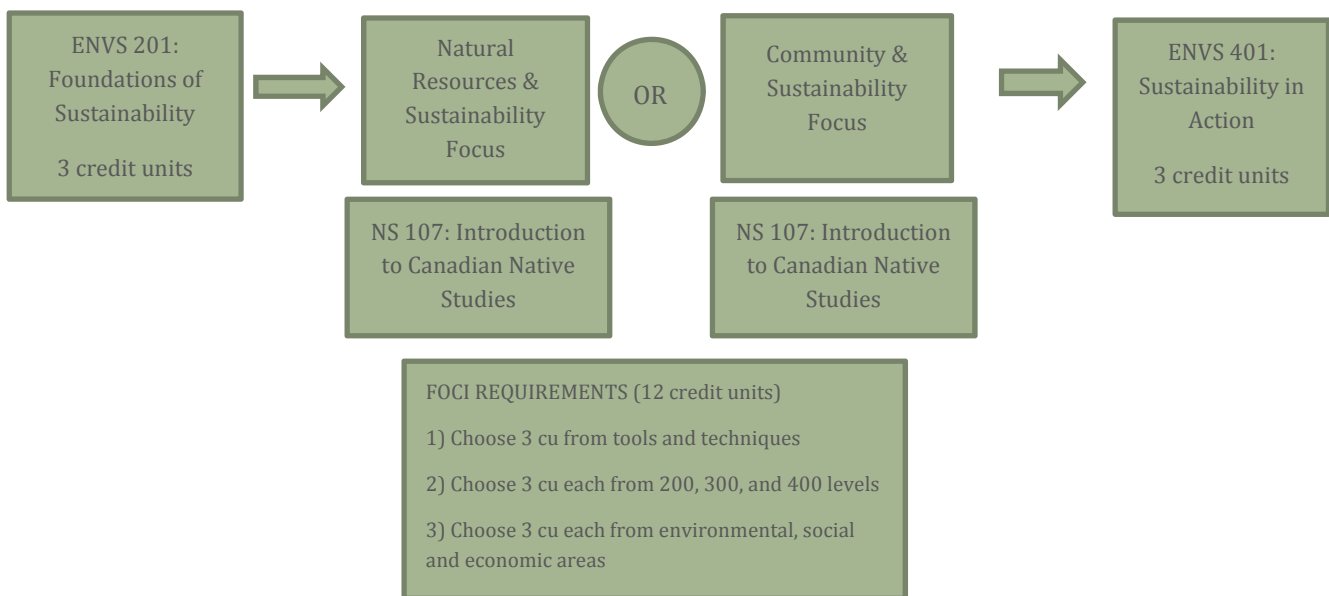 ENVS 201:
Foundations of
Sustainability
3 credit units
Natural
Resources &
Sustainability
Focus
OR
Community &
Sustainability
Focus
ENVS 401:
Sustainability in
Action
3 credit units
NS 107: Introduction
to Canadian Native
Studies
NS 107: Introduction
to Canadian Native
Studies
FOCI REQUIREMENTS (12 credit units)
1) Choose 3 cu from tools and techniques
2) Choose 3 cu each from 200, 300, and 400 levels
3) Choose 3 cu each from environmental, social
and economic areas